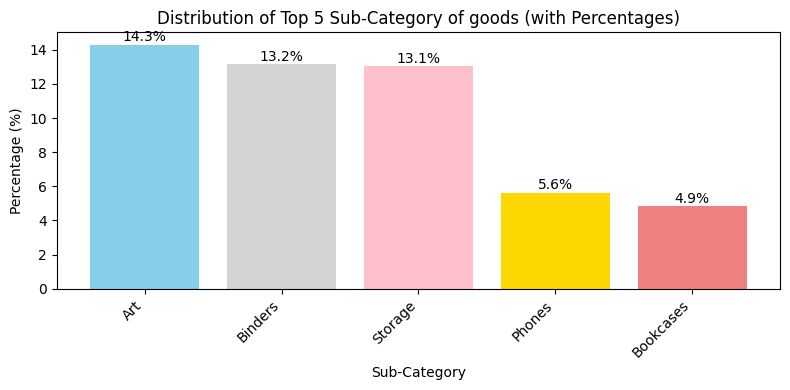 Distribution of Top 5 Sub-Category of goods (with Percentages)
Percentage (%)
14
12
10
8
6
4
2
0
14.3%
13.2%
13.1%
5.6%
4.9%
Art
Binders
Storage
Phones
Bookcases
Sub-Category